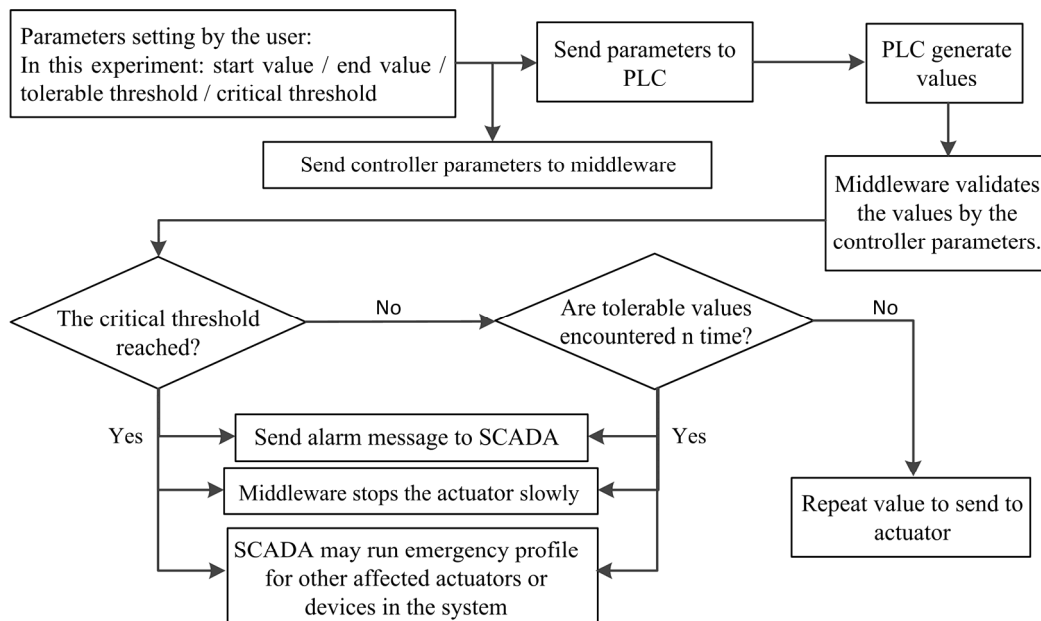 Parameters setting by the user:
In this experiment: start value / end value /
tolerable threshold / critical threshold
Send parameters to
PLC
PLC generate
values
Send controller parameters to middleware
Middleware validates
the values by the
controller parameters.
The critical threshold
reached?
No
Are tolerable values
encountered n time?
No
Yes
Send alarm message to SCADA
Yes
Middleware stops the actuator slowly
Repeat value to send to
actuator
SCADA may run emergency profile
for other affected actuators or
devices in the system